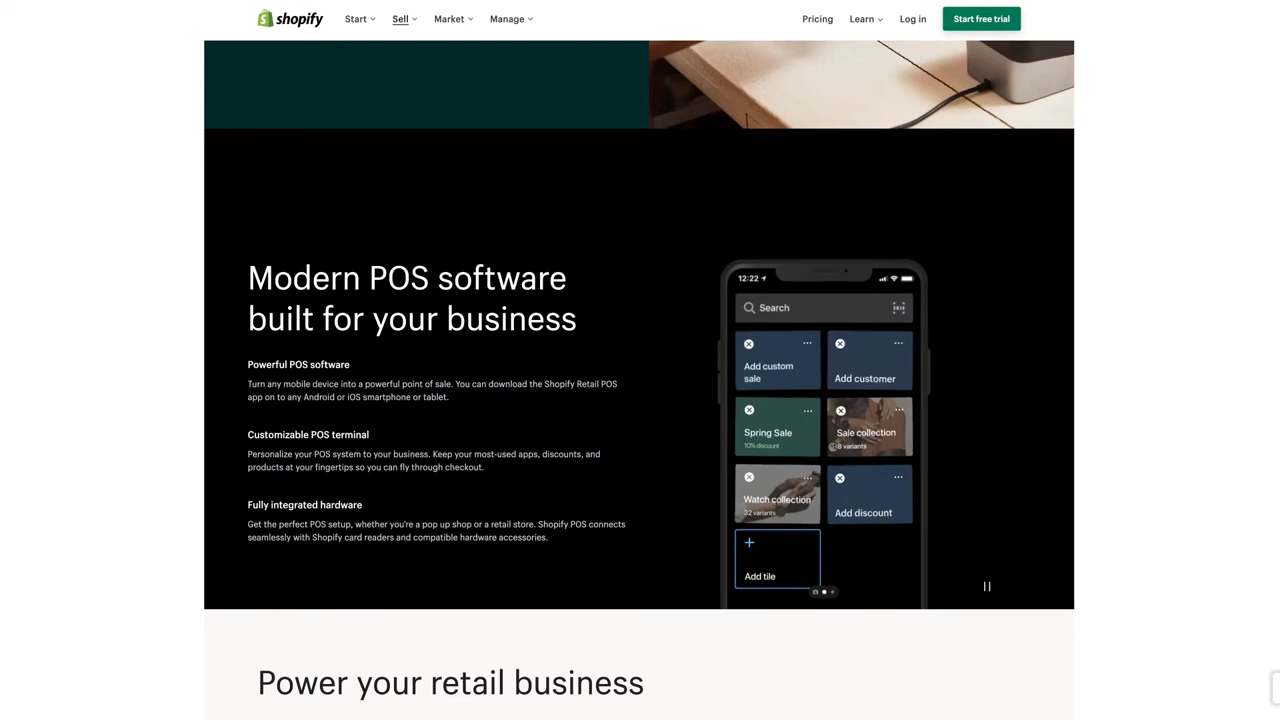 shopify Start Sell Market Manage Pricing Learn Log in Start free trial
Modern POS software
built for your business
Powerful POS software
Turn any mobile device into a powerful point of sale. You can download the Shopify Retail POS
app on to any Android or iOS smartphone or tablet.
Customizable POS terminal
Personalize your POS system to your business. Keep your most-used apps, discounts, and
products at your fingertips so you can fly through checkout.
Fully integrated hardware
Get the perfect POS setup, whether you're a pop up shop or a retail store. Shopify POS connects
seamlessly with Shopify card readers and compatible hardware accessories.
12:22
Search
Add custom
sale
Add customer
Spring Sale
10% discount
Sale collection
8 variants
Watch collection
32 variants
Add discount
Add tile
Power your retail business